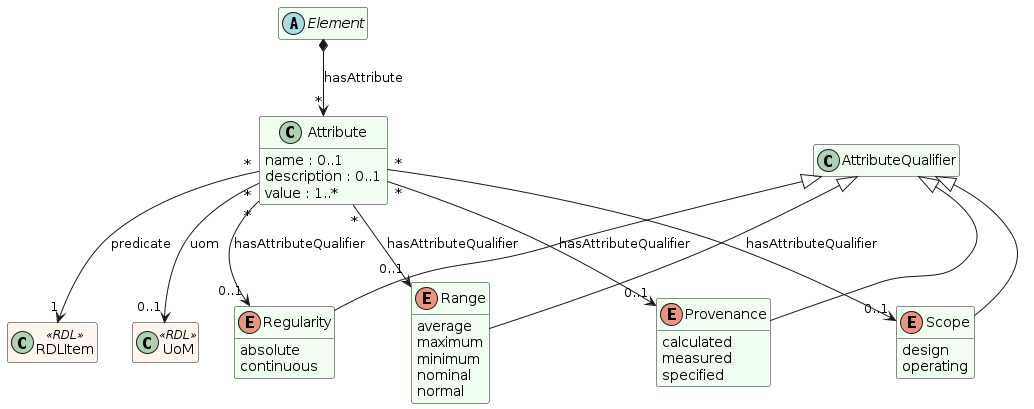 A Element
hasAttribute
*
C Attribute
name : 0..1
description : 0..1
value : 1..*
C AttributeQualifier
*
*
*
*
*
*
predicate
uom
hasAttributeQualifier
hasAttributeQualifier
hasAttributeQualifier
hasAttributeQualifier
1
0..1
0..1
0..1
0..1
0..1
C «RDL»
RDLItem
C «RDL»
UoM
E Regularity
absolute
continuous
E Range
average
maximum
minimum
nominal
normal
E Provenance
calculated
measured
specified
E Scope
design
operating